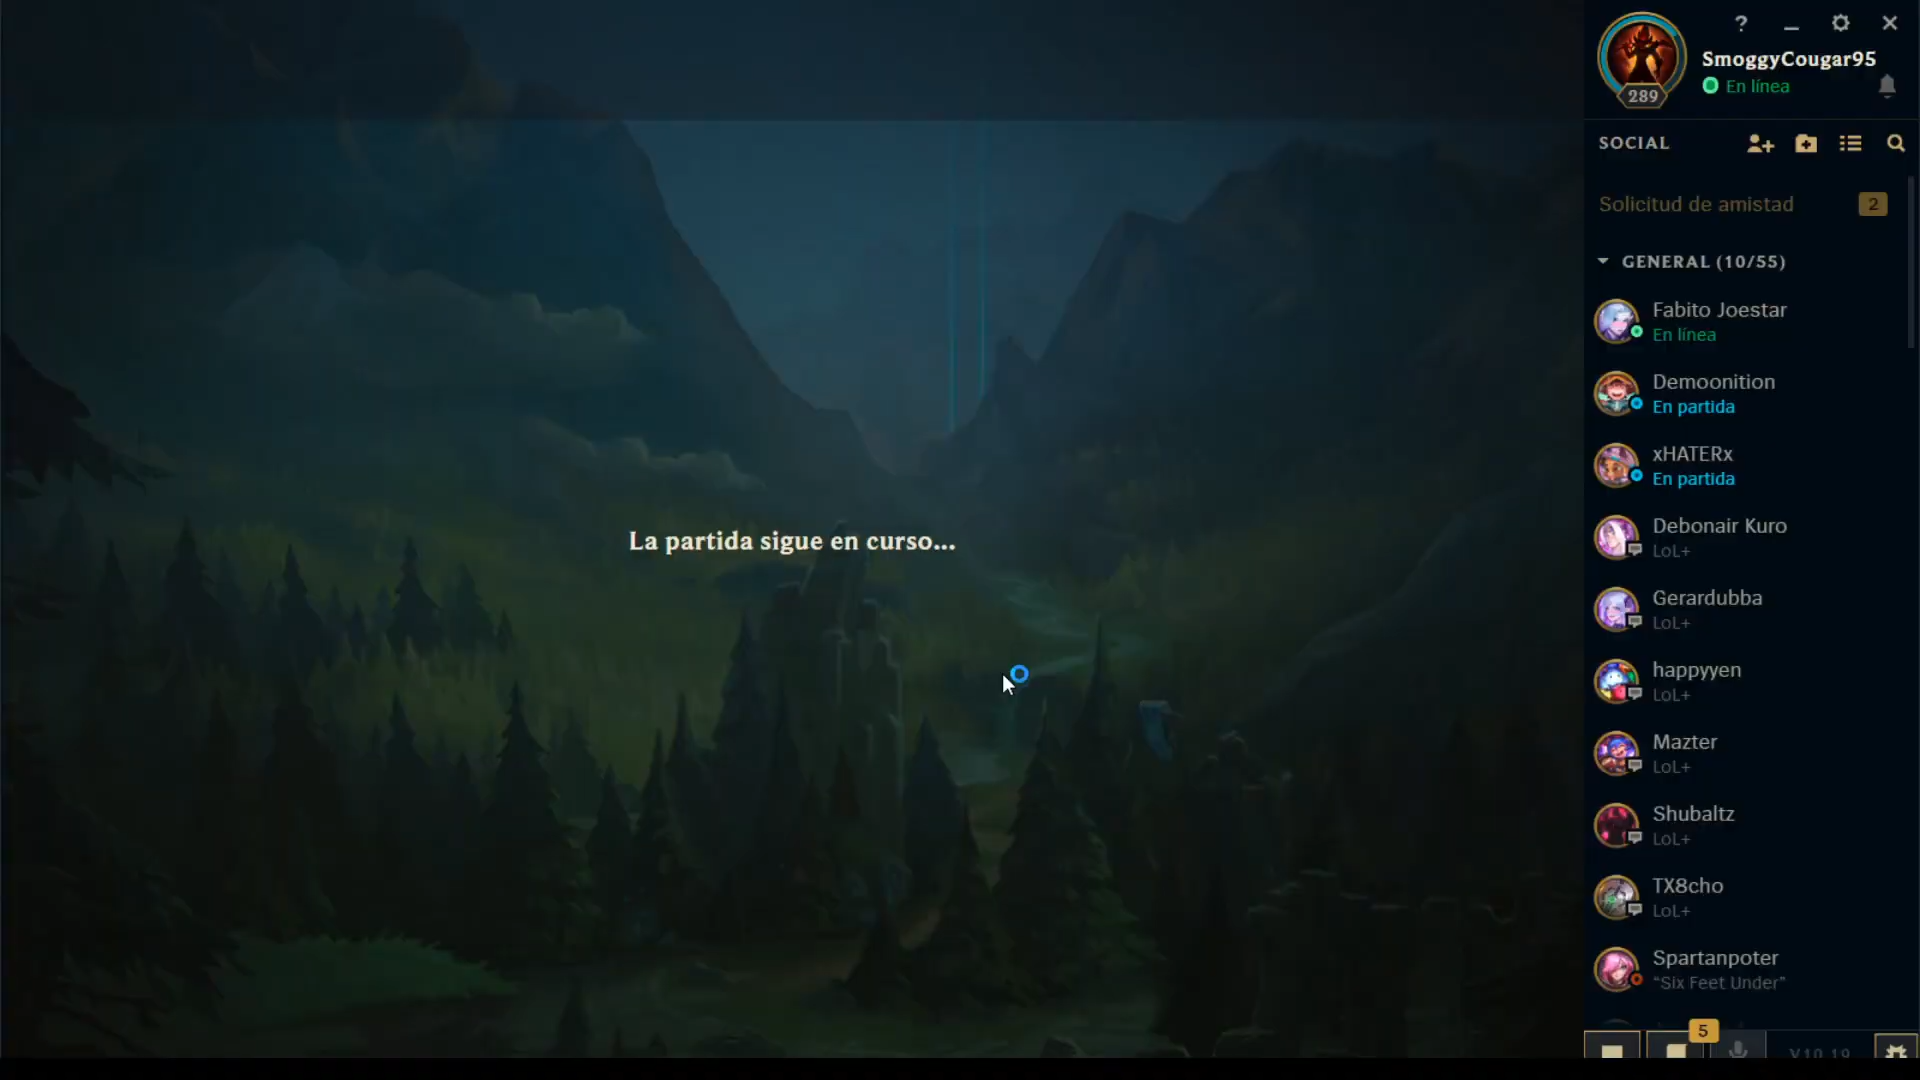 ?
SmoggyCougar95
En línea
289
SOCIAL
Solicitud de amistad
2
GENERAL (10/55)
Fabito Joestar
En línea
Demoonition
En partida
xHATERx
En partida
Debonair Kuro
LoL+
Gerardubba
LoL+
happyyen
LoL+
Mazter
LoL+
Shubaltz
LoL+
TX8cho
LoL+
Spartanpoter
“Six Feet Under”
5
V10.19
La partida sigue en curso...